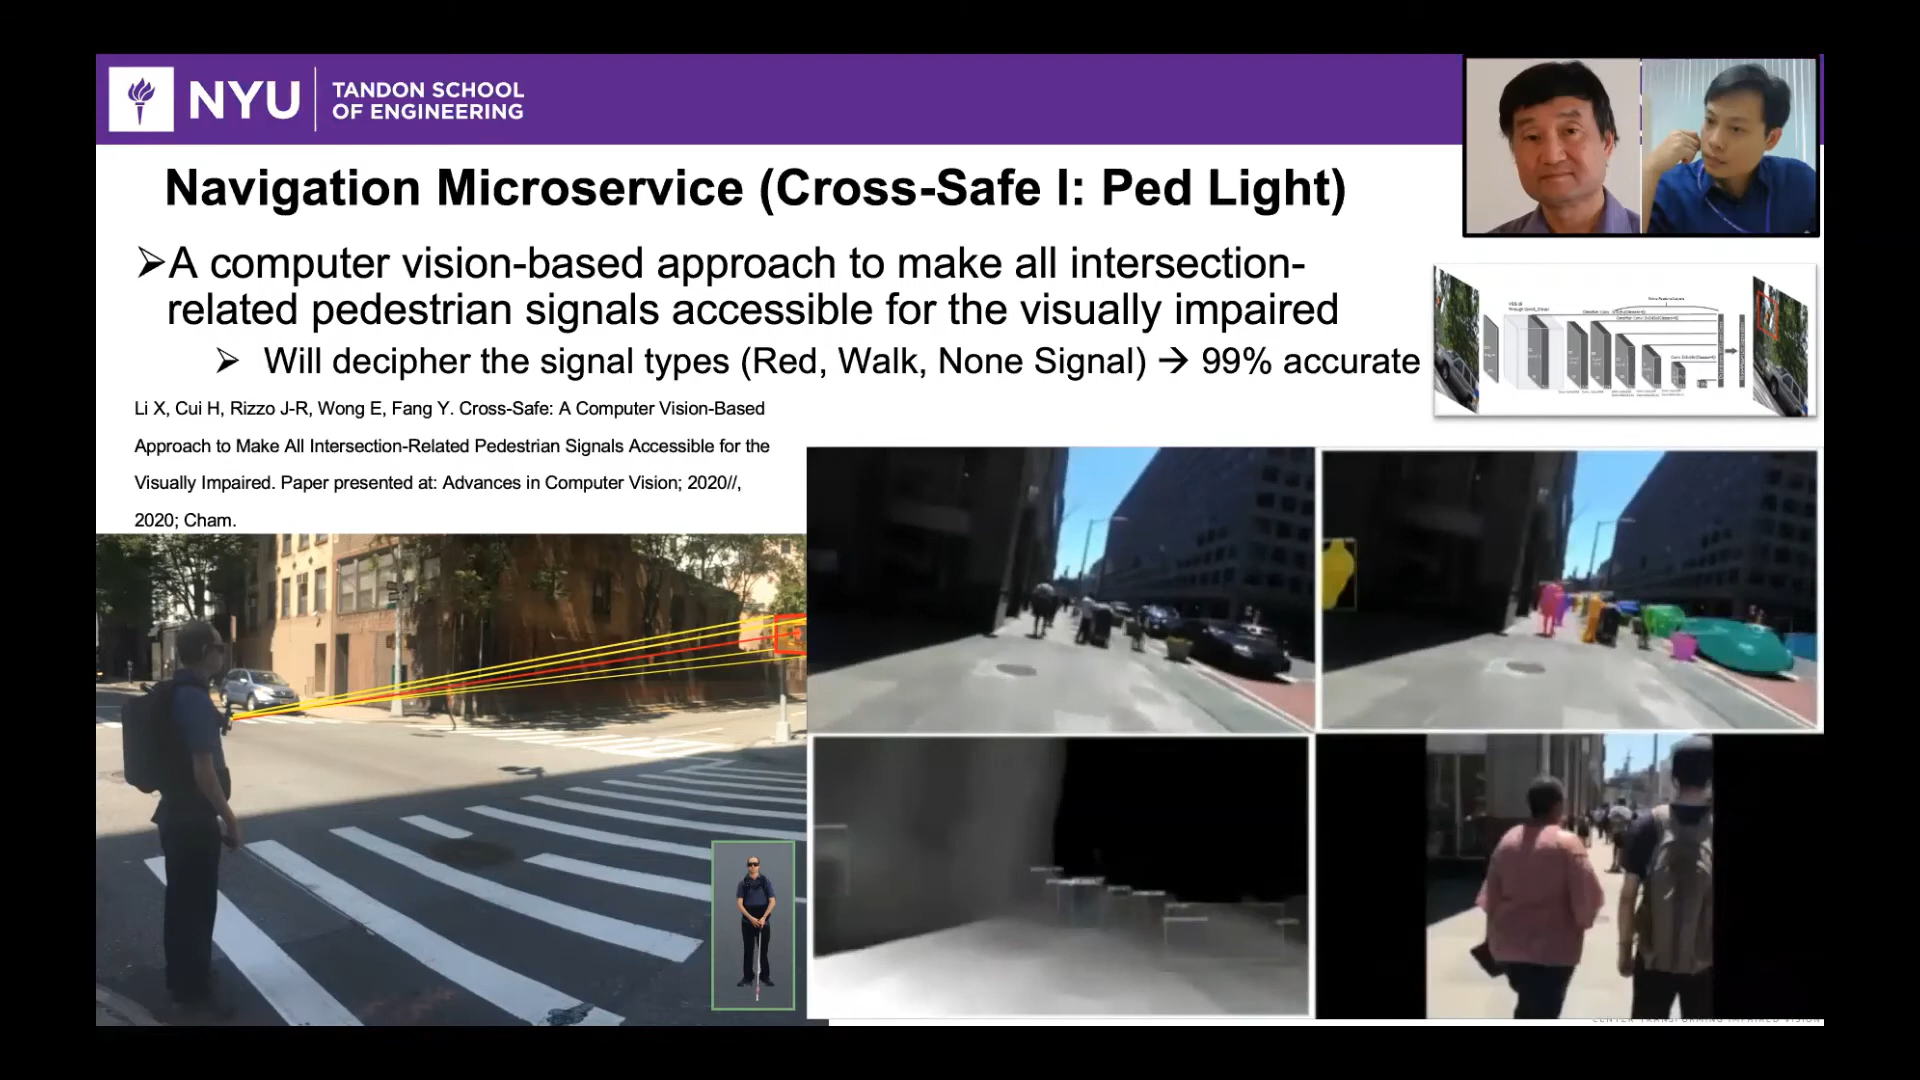 NYU
TANDON SCHOOL
OF ENGINEERING
Navigation Microservice (Cross-Safe I: Ped Light)
➢A computer vision-based approach to make all intersection-
related pedestrian signals accessible for the visually impaired
➢ Will decipher the signal types (Red, Walk, None Signal) → 99% accurate
Li X, Cui H, Rizzo J-R, Wong E, Fang Y. Cross-Safe: A Computer Vision-Based
Approach to Make All Intersection-Related Pedestrian Signals Accessible for the
Visually Impaired. Paper presented at: Advances in Computer Vision; 2020//,
2020; Cham.